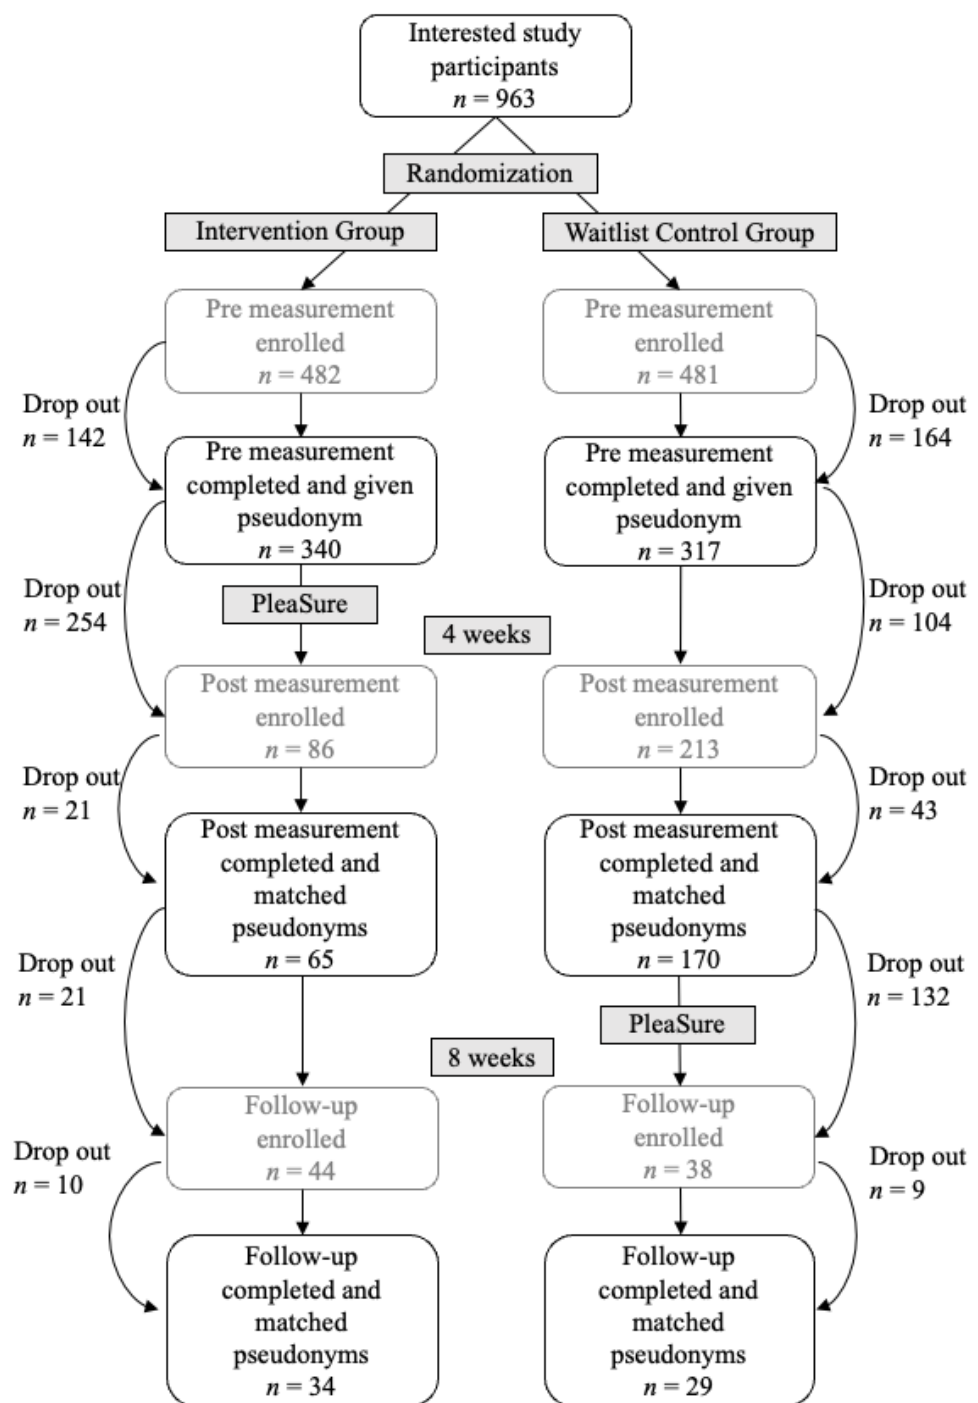 Interested study
participants
n = 963
Randomization
Intervention Group
Waitlist Control Group
Pre measurement
enrolled
n = 482
Pre measurement
enrolled
n = 481
Drop out
n = 142
Drop out
n = 164
Pre measurement
completed and given
pseudonym
n = 340
Pre measurement
completed and given
pseudonym
n = 317
Drop out
n = 254
PleaSure
4 weeks
Drop out
n = 104
Post measurement
enrolled
n = 86
Post measurement
enrolled
n = 213
Drop out
n = 21
Drop out
n = 43
Post measurement
completed and
matched
pseudonyms
n = 65
Post measurement
completed and
matched
pseudonyms
n = 170
Drop out
n = 21
Drop out
n = 132
PleaSure
8 weeks
Follow-up
enrolled
n = 44
Follow-up
enrolled
n = 38
Drop out
n = 10
Drop out
n = 9
Follow-up
completed and
matched
pseudonyms
n = 34
Follow-up
completed and
matched
pseudonyms
n = 29